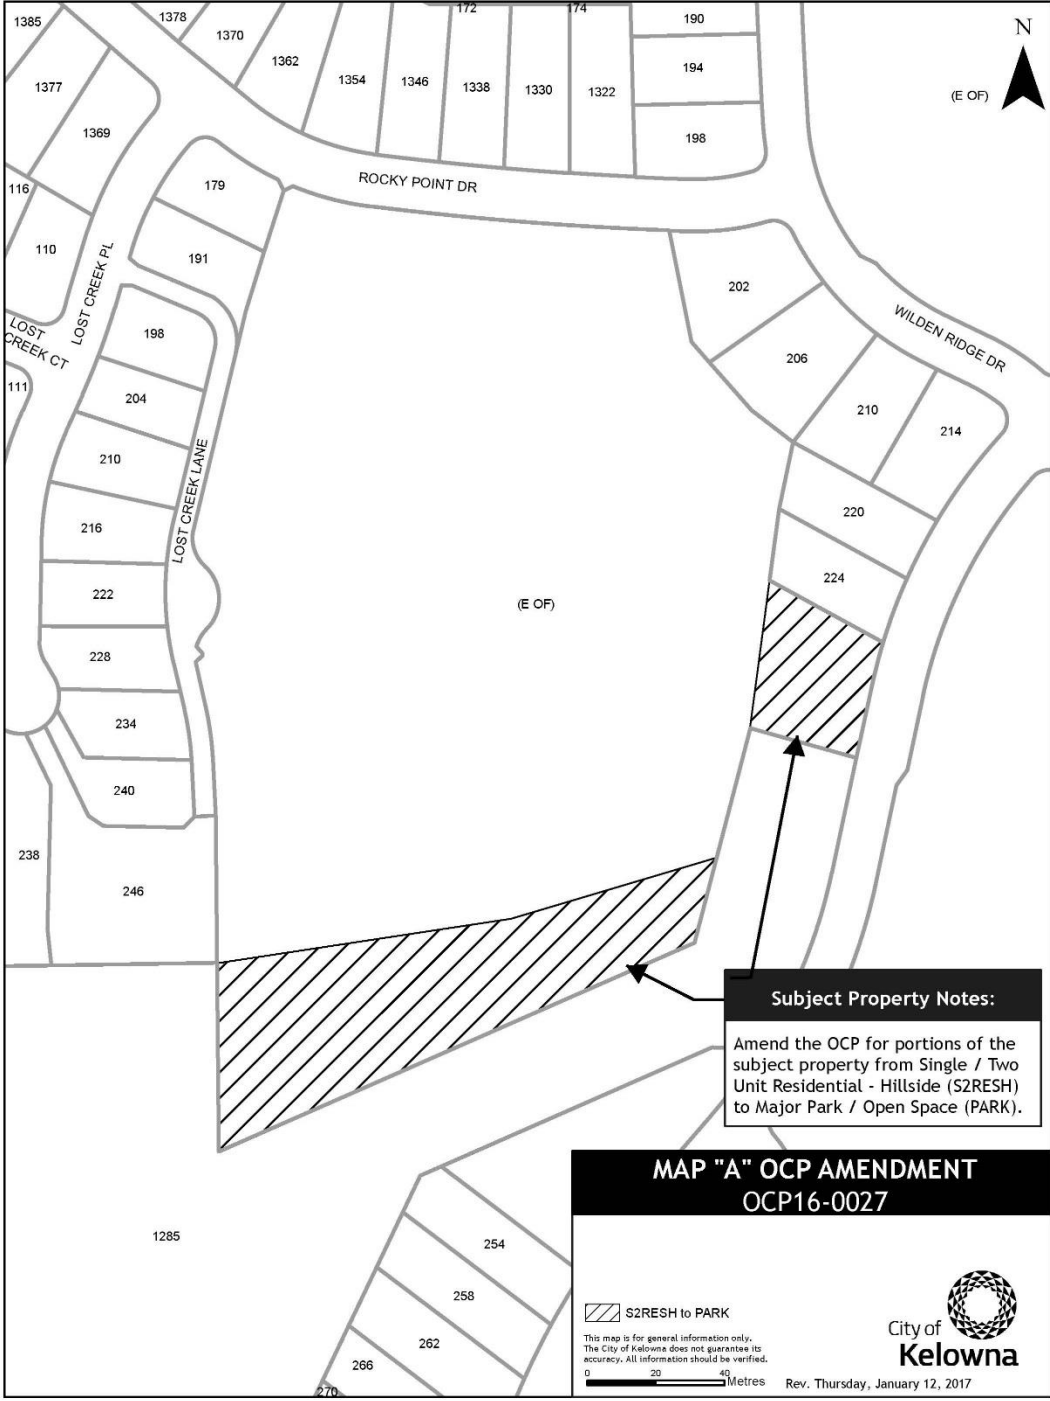 1385
1378
1370
1362
1354
1346
1338
1330
1322
172
174
190
194
198
N
(E OF)
1377
1369
116
110
179
191
ROCKY POINT DR
LOST CREEK PL
LOST
CREEK CT
111
198
204
210
216
222
228
234
240
238
246
LOST CREEK LANE
(E OF)
202
206
210
214
220
224
WILDEN RIDGE DR
Subject Property Notes:
Amend the OCP for portions of the
subject property from Single / Two
Unit Residential - Hillside (S2RESH)
to Major Park / Open Space (PARK).
1285
254
258
262
266
270
MAP "A" OCP AMENDMENT
OCP16-0027
S2RESH to PARK
This map is for general information only.
The City of Kelowna does not guarantee its
accuracy. All information should be verified.
0 20 40
Metres
City of
Kelowna
Rev. Thursday, January 12, 2017